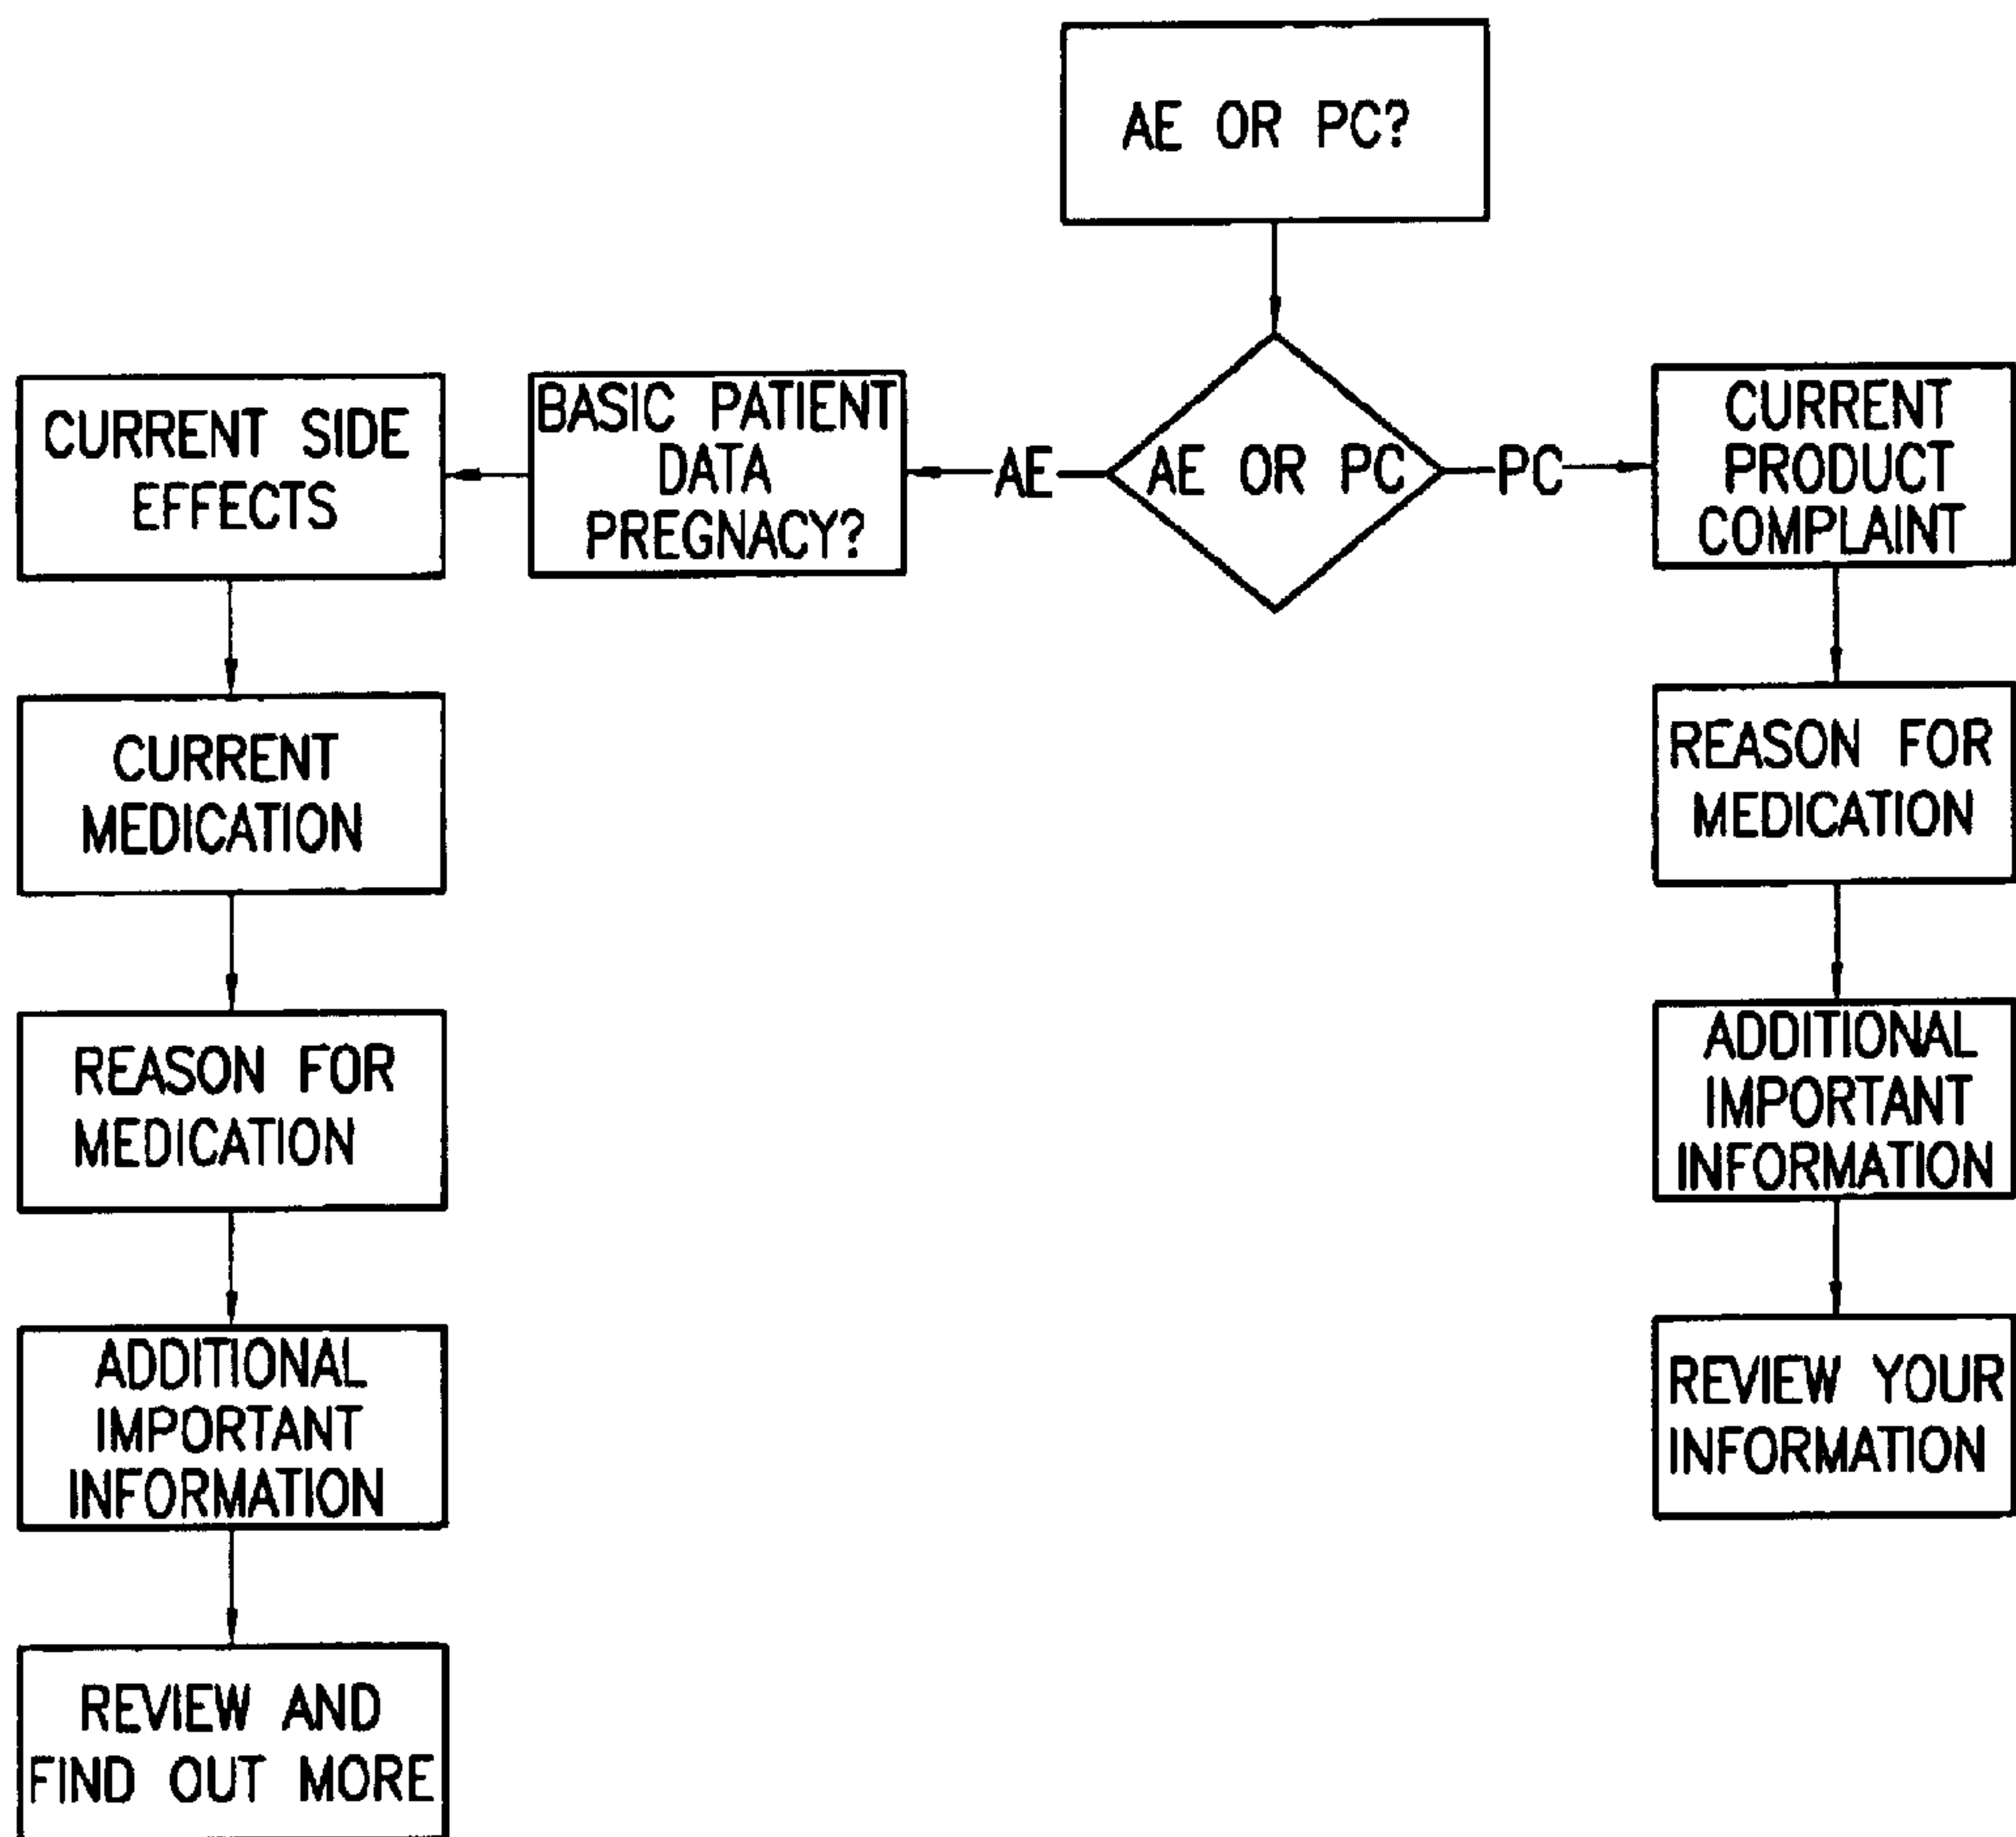 AE OR PC?
CURRENT SIDE
EFFECTS
BASIC PATIENT
DATA
PREGNACY?
AE
AE OR PC
PC
CURRENT
PRODUCT
COMPLAINT
CURRENT
MEDICATION
REASON FOR
MEDICATION
REASON FOR
MEDICATION
ADDITIONAL
IMPORTANT
INFORMATION
ADDITIONAL
IMPORTANT
INFORMATION
REVIEW YOUR
INFORMATION
REVIEW AND
FIND OUT MORE